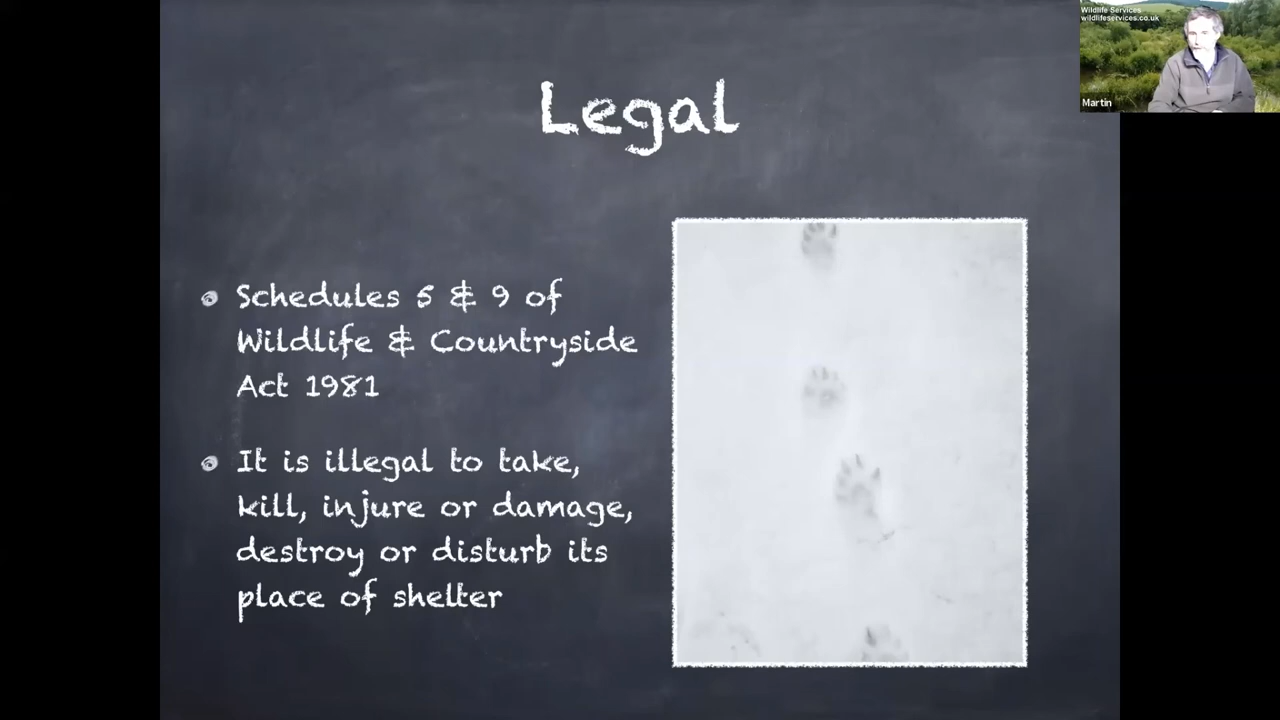 Wildlife Services
wildlifeservices.co.uk
Martin
Legal
Schedules 5 & 9 of
Wildlife & Countryside
Act 1981
It is illegal to take,
kill, injure or damage,
destroy or disturb its
place of shelter